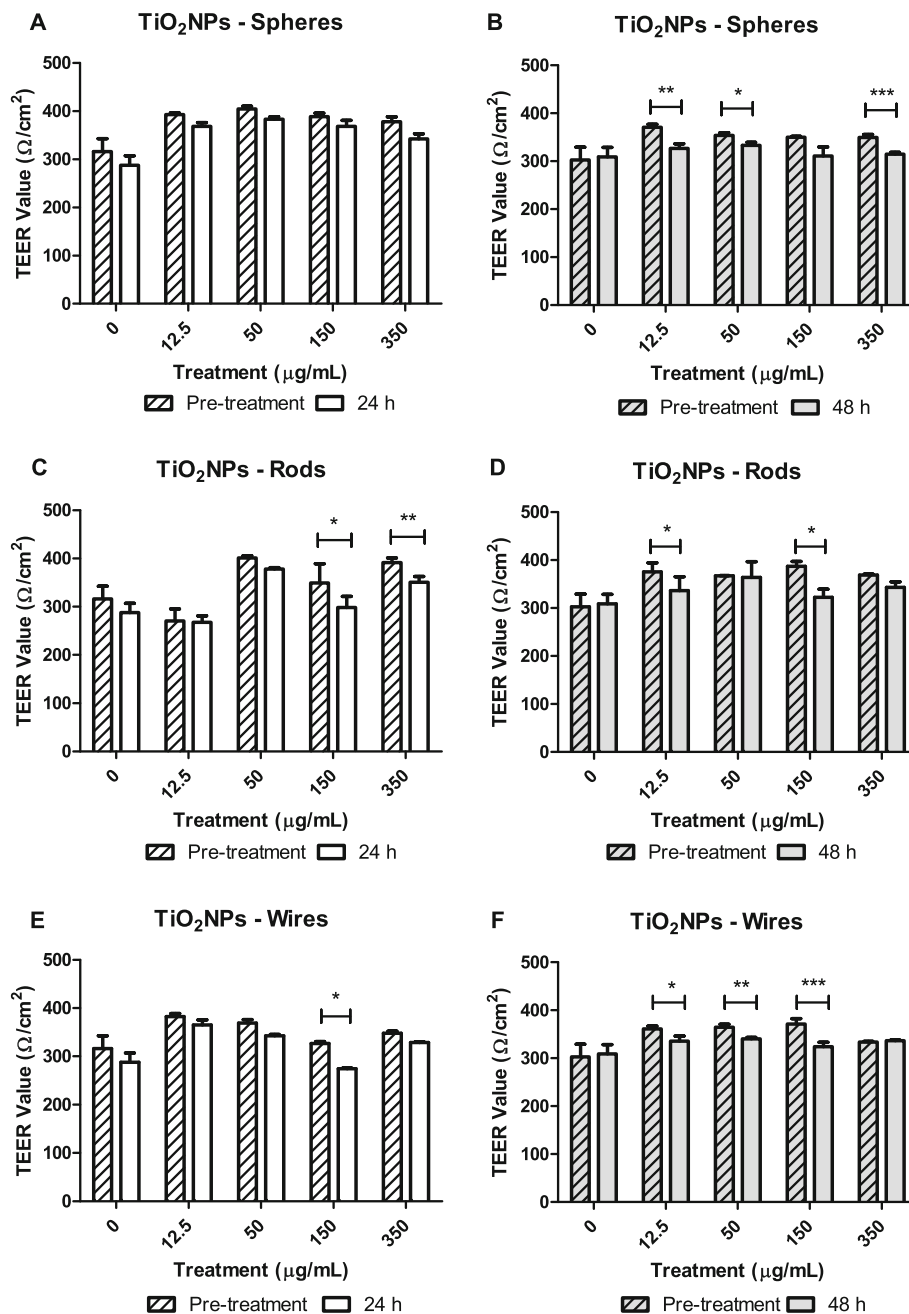 A TiO₂NPs - Spheres
TEER Value (Ω/cm²)
500
400
300
200
100
0
0 12.5 50 150 350
Treatment (μg/mL)
Pre-treatment 24 h
B TiO₂NPs - Spheres
TEER Value (Ω/cm²)
500
400
300
200
100
0
** * ***
0 12.5 50 150 350
Treatment (μg/mL)
Pre-treatment 48 h
C TiO₂NPs - Rods
TEER Value (Ω/cm²)
500
400
300
200
100
0
* **
0 12.5 50 150 350
Treatment (μg/mL)
Pre-treatment 24 h
D TiO₂NPs - Rods
TEER Value (Ω/cm²)
500
400
300
200
100
0
* *
0 12.5 50 150 350
Treatment (μg/mL)
Pre-treatment 48 h
E TiO₂NPs - Wires
TEER Value (Ω/cm²)
500
400
300
200
100
0
*
0 12.5 50 150 350
Treatment (μg/mL)
Pre-treatment 24 h
F TiO₂NPs - Wires
TEER Value (Ω/cm²)
500
400
300
200
100
0
* ** ***
0 12.5 50 150 350
Treatment (μg/mL)
Pre-treatment 48 h